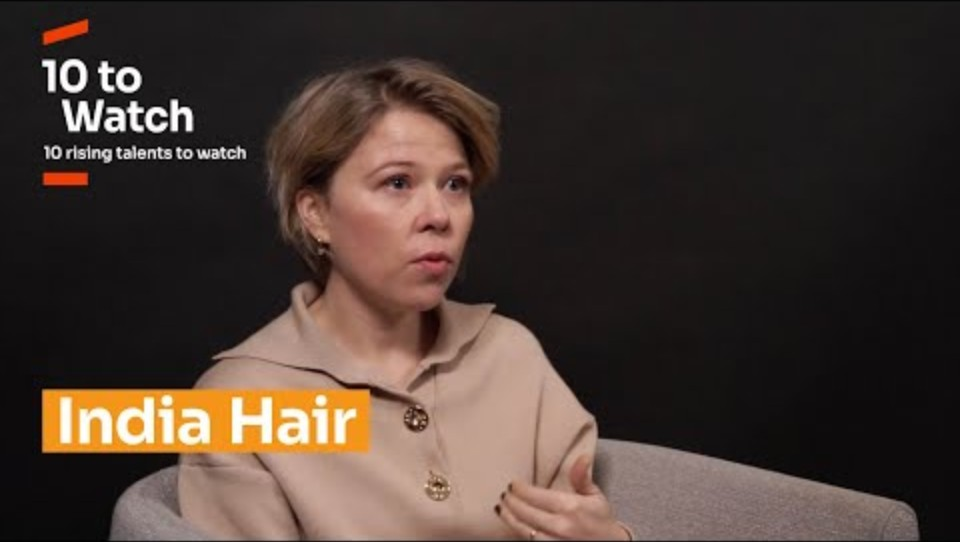 10 to
Watch
10 rising talents to watch
India Hair